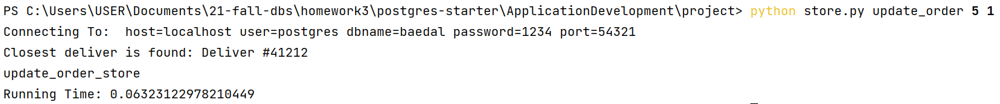 PS C:\Users\USER\Documents\21-fall-dbs\homework3\postgres-starter\ApplicationDevelopment\project> python store.py update_order 5 1
Connecting To:  host=localhost user=postgres dbname=baedal password=1234 port=54321
Closest deliver is found: Deliver #41212
update_order_store
Running Time: 0.06323122978210449